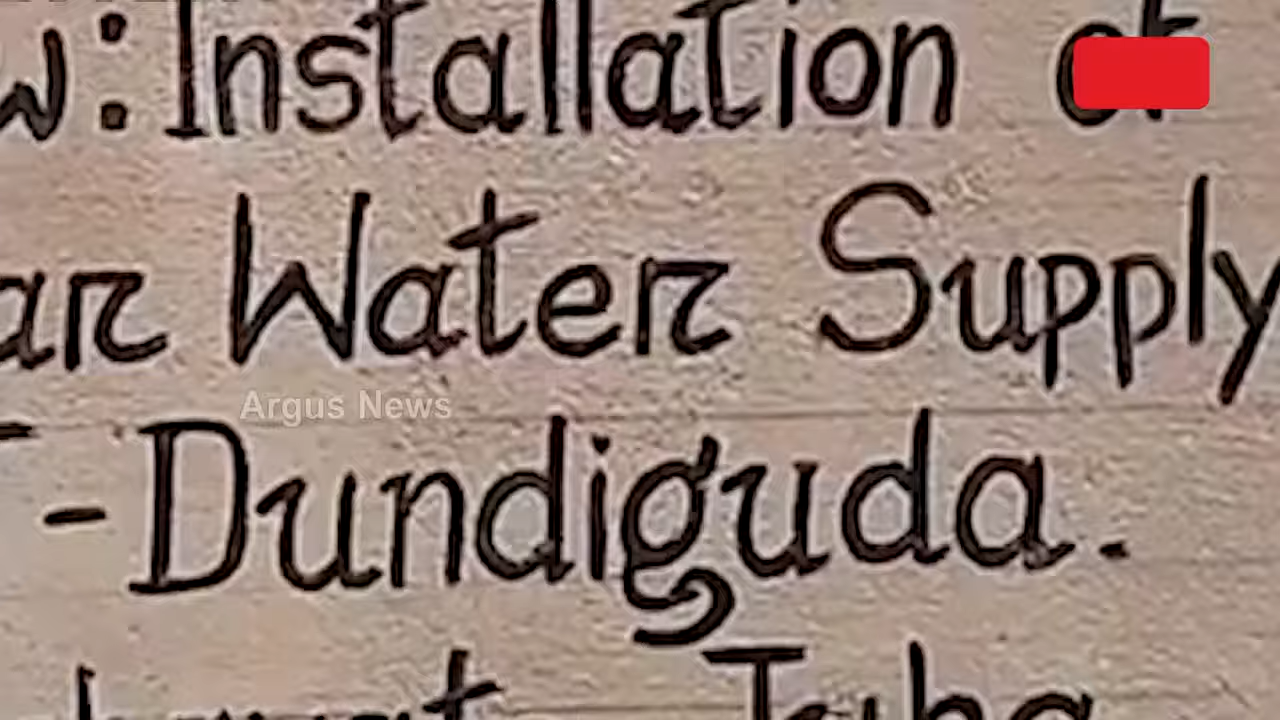 w: Installation of
ar Water Supply
Argus News
- Dundiguda.